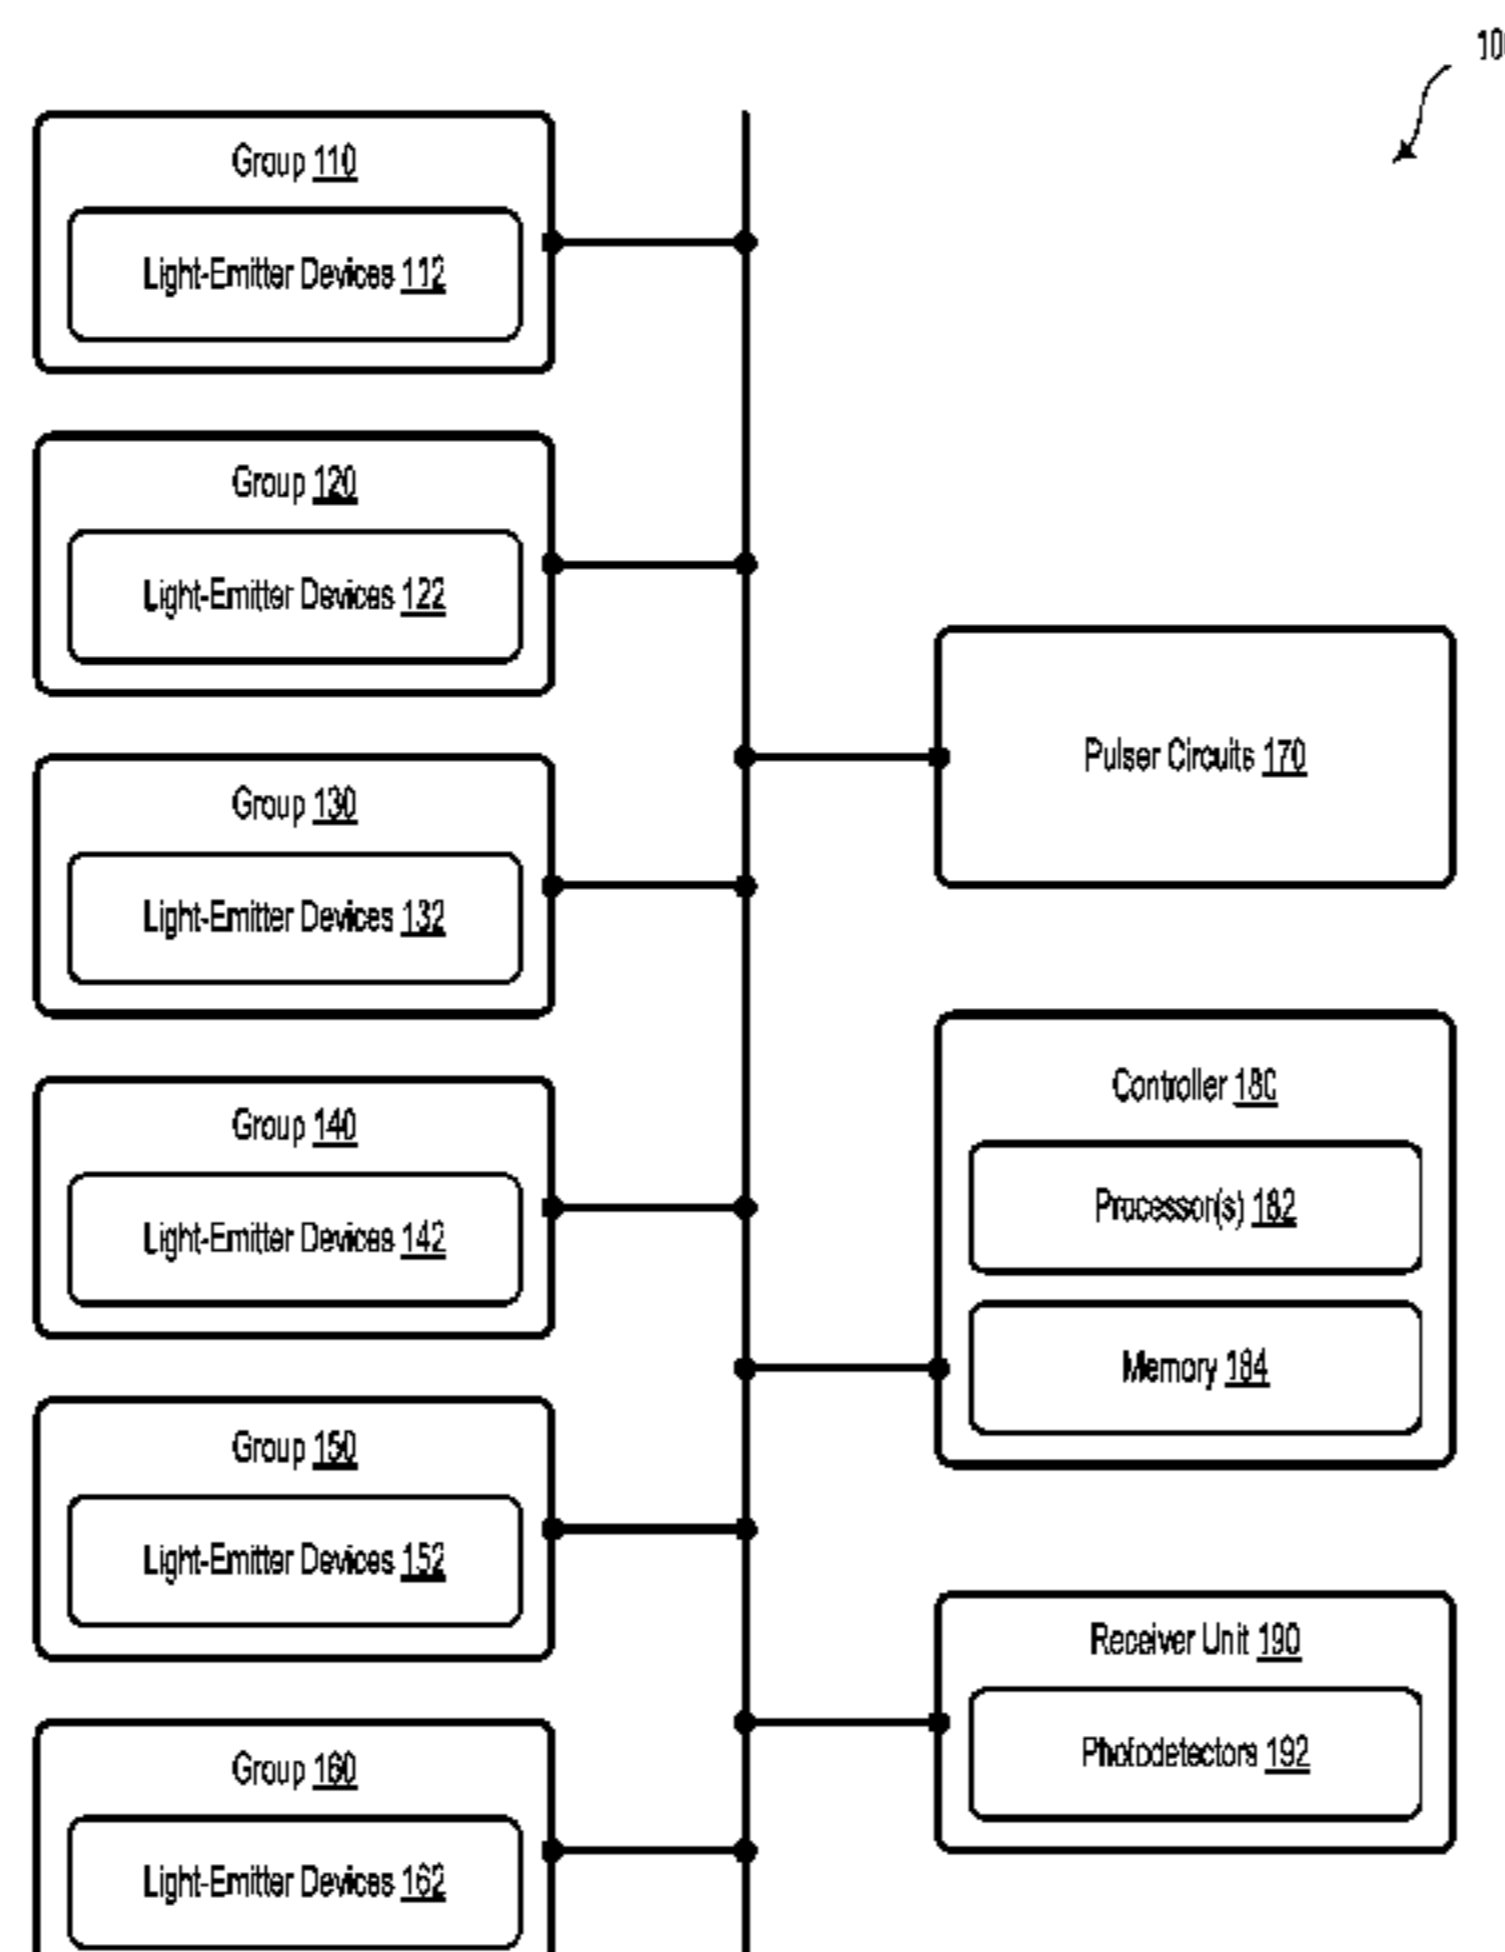 Group 110
Light-Emitter Devices 112
Group 120
Light-Emitter Devices 122
Group 130
Light-Emitter Devices 132
Group 140
Light-Emitter Devices 142
Group 150
Light-Emitter Devices 152
Group 160
Light-Emitter Devices 162
Pulser Circuits 170
Controller 180
Processor(s) 182
Memory 184
Receiver Unit 190
Photodetectors 192